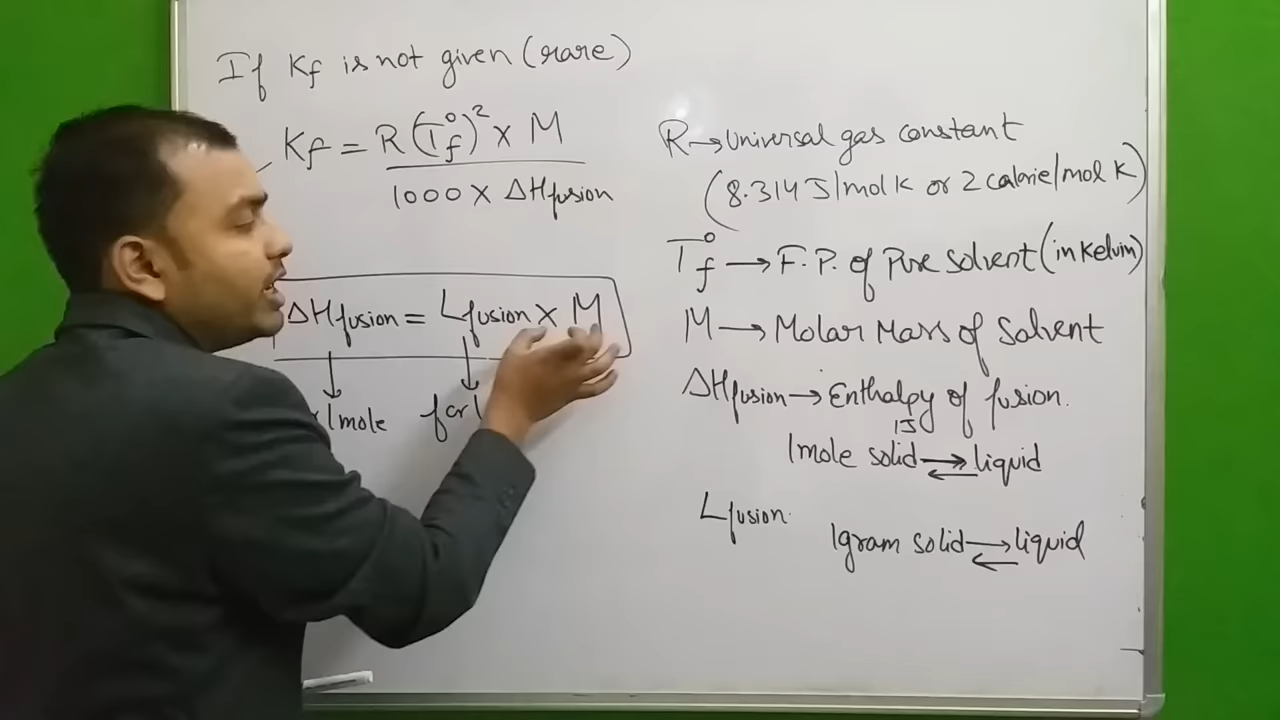 If Kf is not given (rare)
Kf = R(T°f)² × M
1000 × ΔHfusion
ΔHfusion = Lfusion × M
1mole for 1
R → Universal gas constant
(8.314 J/mol K or 2 calorie/mol K)
T°f → F.P. of Pure solvent (in Kelvin)
M → Molar Mass of Solvent
ΔHfusion → Enthalpy of fusion.
1mole solid ⇌ liquid
Lfusion.
1gram solid ⇌ liquid